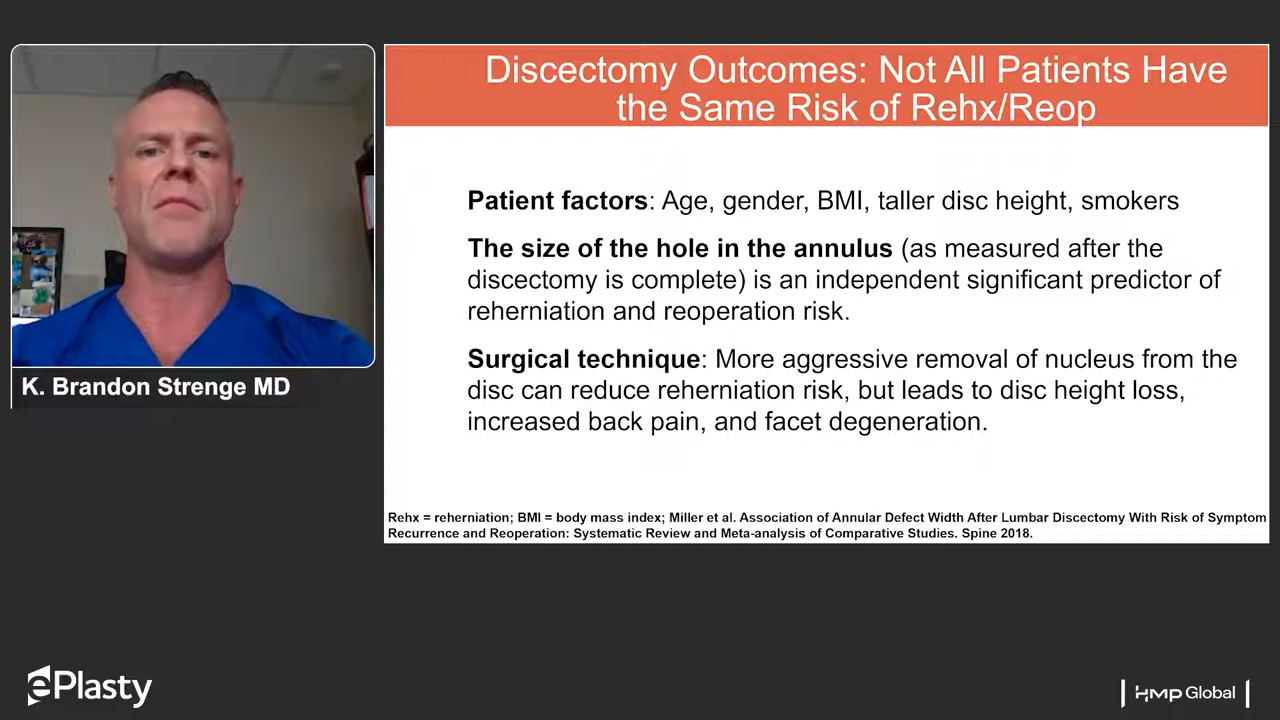 Discectomy Outcomes: Not All Patients Have
the Same Risk of Rehx/Reop
Patient factors: Age, gender, BMI, taller disc height, smokers
The size of the hole in the annulus (as measured after the
discectomy is complete) is an independent significant predictor of
reherniation and reoperation risk.
Surgical technique: More aggressive removal of nucleus from the
disc can reduce reherniation risk, but leads to disc height loss,
increased back pain, and facet degeneration.
Rehx = reherniation; BMI = body mass index; Miller et al. Association of Annular Defect Width After Lumbar Discectomy With Risk of Symptom
Recurrence and Reoperation: Systematic Review and Meta-analysis of Comparative Studies. Spine 2018.
K. Brandon Strenge MD
ePlasty
HMP Global